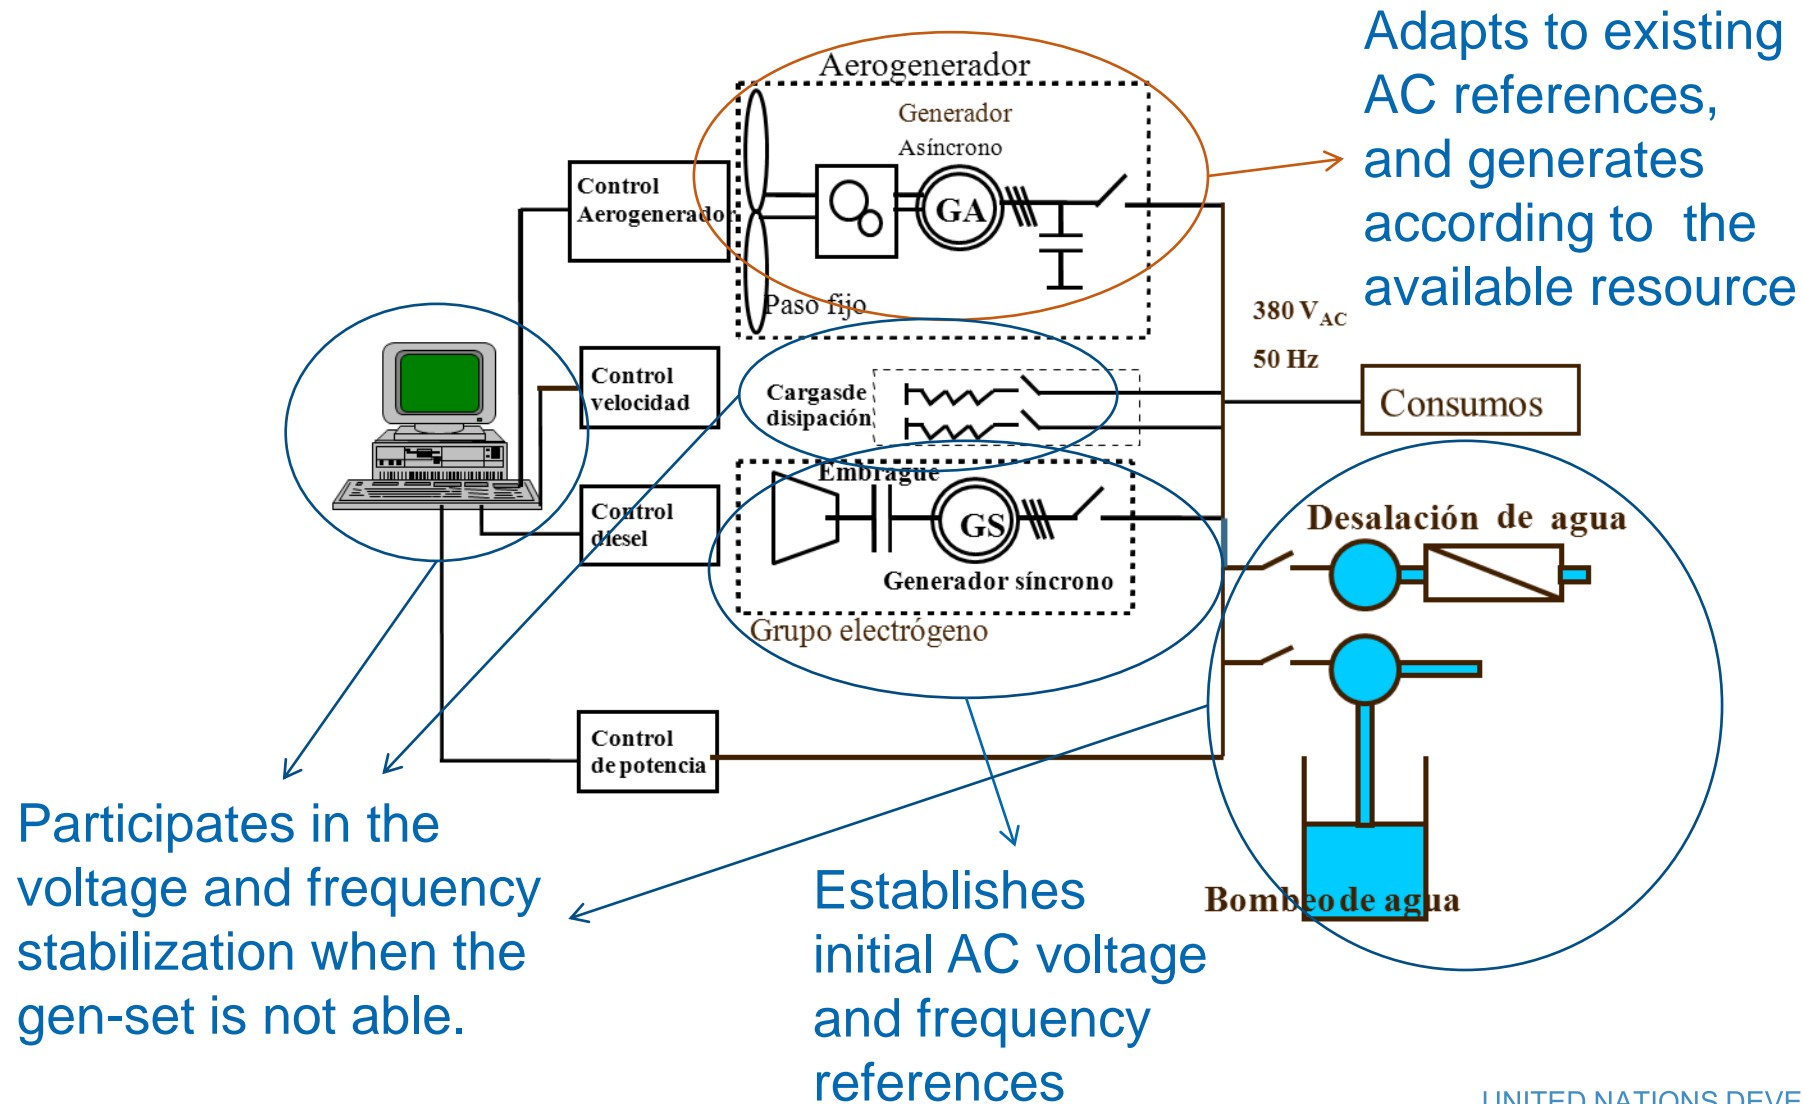 Adapts to existing
AC references,
and generates
according to the
available resource
Aerogenerador
Generador
Asíncrono
GA
Paso fijo
Control
Aerogenerador
380 VAC
50 Hz
Control
velocidad
Cargasde
disipación
Consumos
Embrague
GS
Generador síncrono
Grupo electrógeno
Control
diesel
Desalación de agua
Control
de potencia
Bombeo de agua
Participates in the
voltage and frequency
stabilization when the
gen-set is not able.
Establishes
initial AC voltage
and frequency
references
UNITED NATIONS DEVE